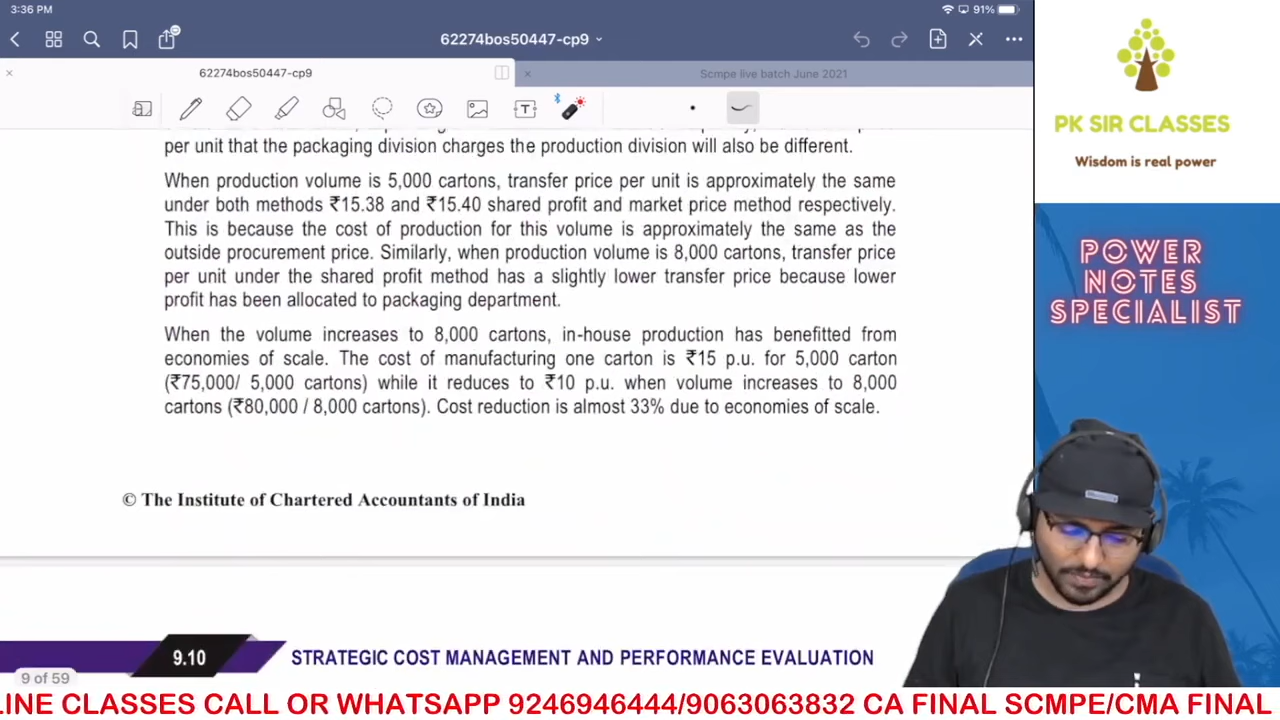 3:36 PM
91%
62274bos50447-cp9
62274bos50447-cp9
Scmpe live batch June 2021
T
per unit that the packaging division charges the production division will also be different.
When production volume is 5,000 cartons, transfer price per unit is approximately the same
under both methods ₹15.38 and ₹15.40 shared profit and market price method respectively.
This is because the cost of production for this volume is approximately the same as the
outside procurement price. Similarly, when production volume is 8,000 cartons, transfer price
per unit under the shared profit method has a slightly lower transfer price because lower
profit has been allocated to packaging department.
When the volume increases to 8,000 cartons, in-house production has benefitted from
economies of scale. The cost of manufacturing one carton is ₹15 p.u. for 5,000 carton
(₹75,000/ 5,000 cartons) while it reduces to ₹10 p.u. when volume increases to 8,000
cartons (₹80,000 / 8,000 cartons). Cost reduction is almost 33% due to economies of scale.
© The Institute of Chartered Accountants of India
9.10
STRATEGIC COST MANAGEMENT AND PERFORMANCE EVALUATION
9 of 59
PK SIR CLASSES
Wisdom is real power
POWER
NOTES
SPECIALIST
LINE CLASSES CALL OR WHATSAPP 9246946444/9063063832 CA FINAL SCMPE/CMA FINAL